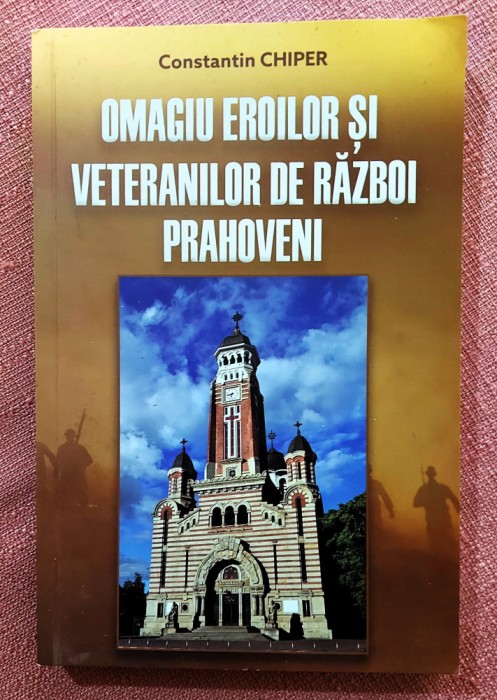 Constantin CHIPER
OMAGIU EROILOR ȘI
VETERANILOR DE RĂZBOI
PRAHOVENI